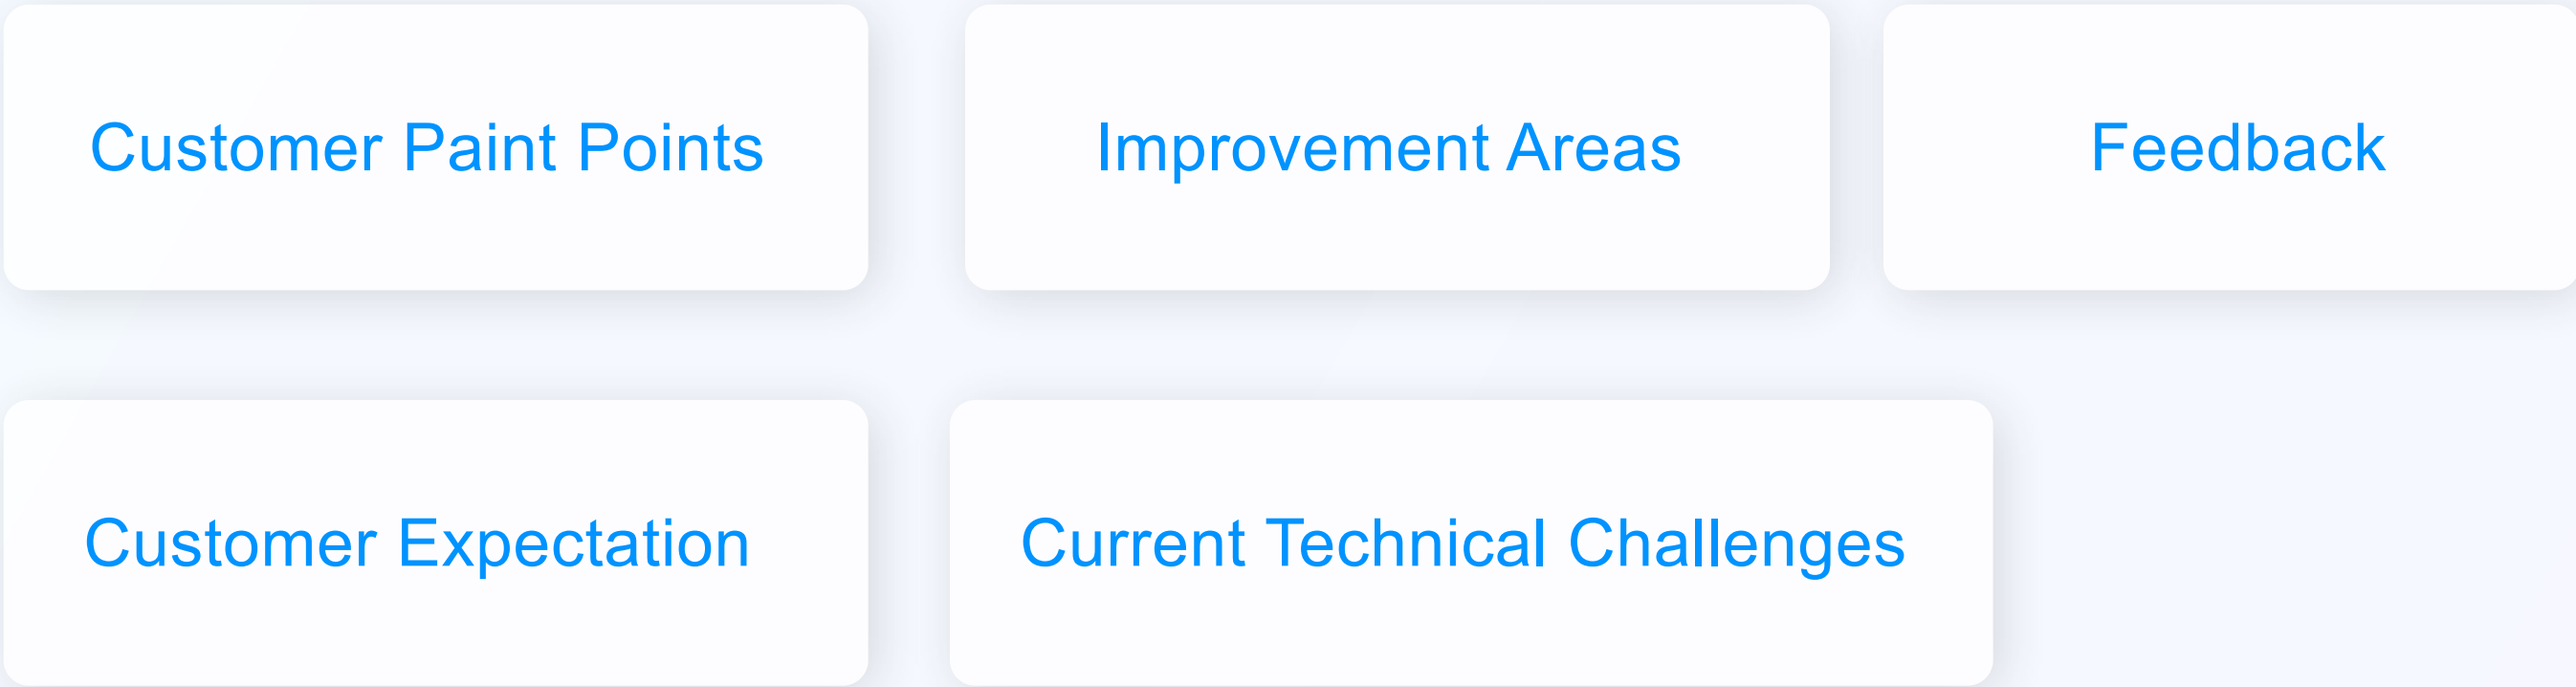 Customer Paint Points
Improvement Areas
Feedback
Customer Expectation
Current Technical Challenges